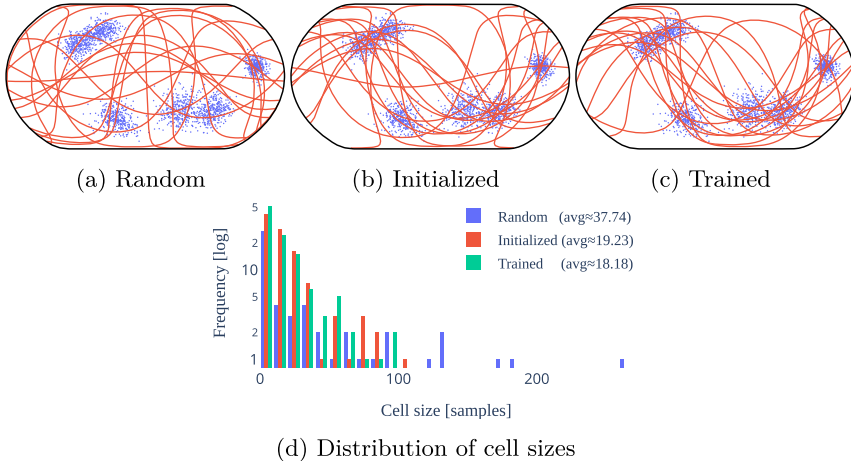 (a) Random
(b) Initialized
(c) Trained
5
2
10
5
2
1
Frequency [log]
Random (avg≈37.74)
Initialized (avg≈19.23)
Trained (avg≈18.18)
0
100
200
Cell size [samples]
(d) Distribution of cell sizes